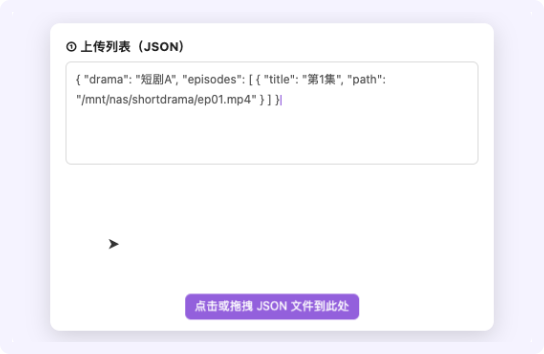 ① 上传列表（JSON）
{ "drama": "短剧A", "episodes": [ { "title": "第1集", "path":
"/mnt/nas/shortdrama/ep01.mp4" } ] }
点击或拖拽 JSON 文件到此处